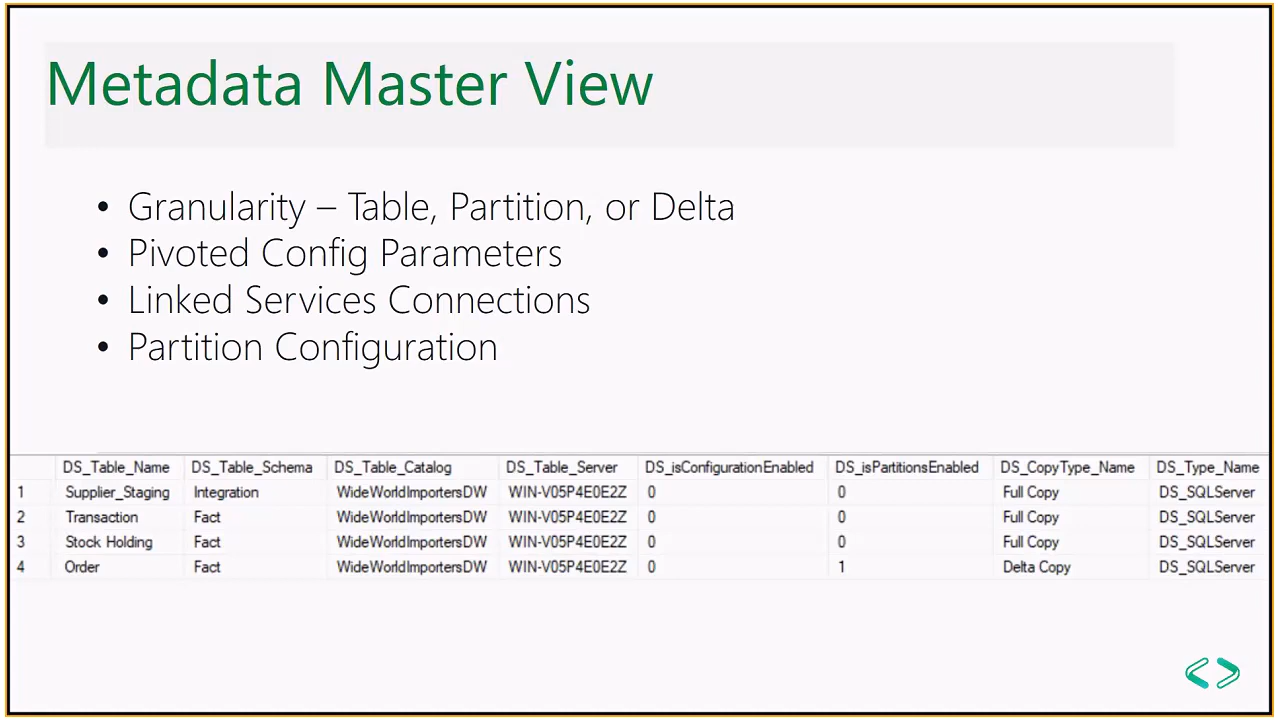 Metadata Master View
• Granularity – Table, Partition, or Delta
• Pivoted Config Parameters
• Linked Services Connections
• Partition Configuration
DS_Table_Name DS_Table_Schema DS_Table_Catalog DS_Table_Server DS_isConfigurationEnabled DS_isPartitionsEnabled DS_CopyType_Name DS_Type_Name
1 Supplier_Staging Integration WideWorldImportersDW WIN-V05P4E0E2Z 0 0 Full Copy DS_SQLServer
2 Transaction Fact WideWorldImportersDW WIN-V05P4E0E2Z 0 0 Full Copy DS_SQLServer
3 Stock Holding Fact WideWorldImportersDW WIN-V05P4E0E2Z 0 0 Full Copy DS_SQLServer
4 Order Fact WideWorldImportersDW WIN-V05P4E0E2Z 0 1 Delta Copy DS_SQLServer